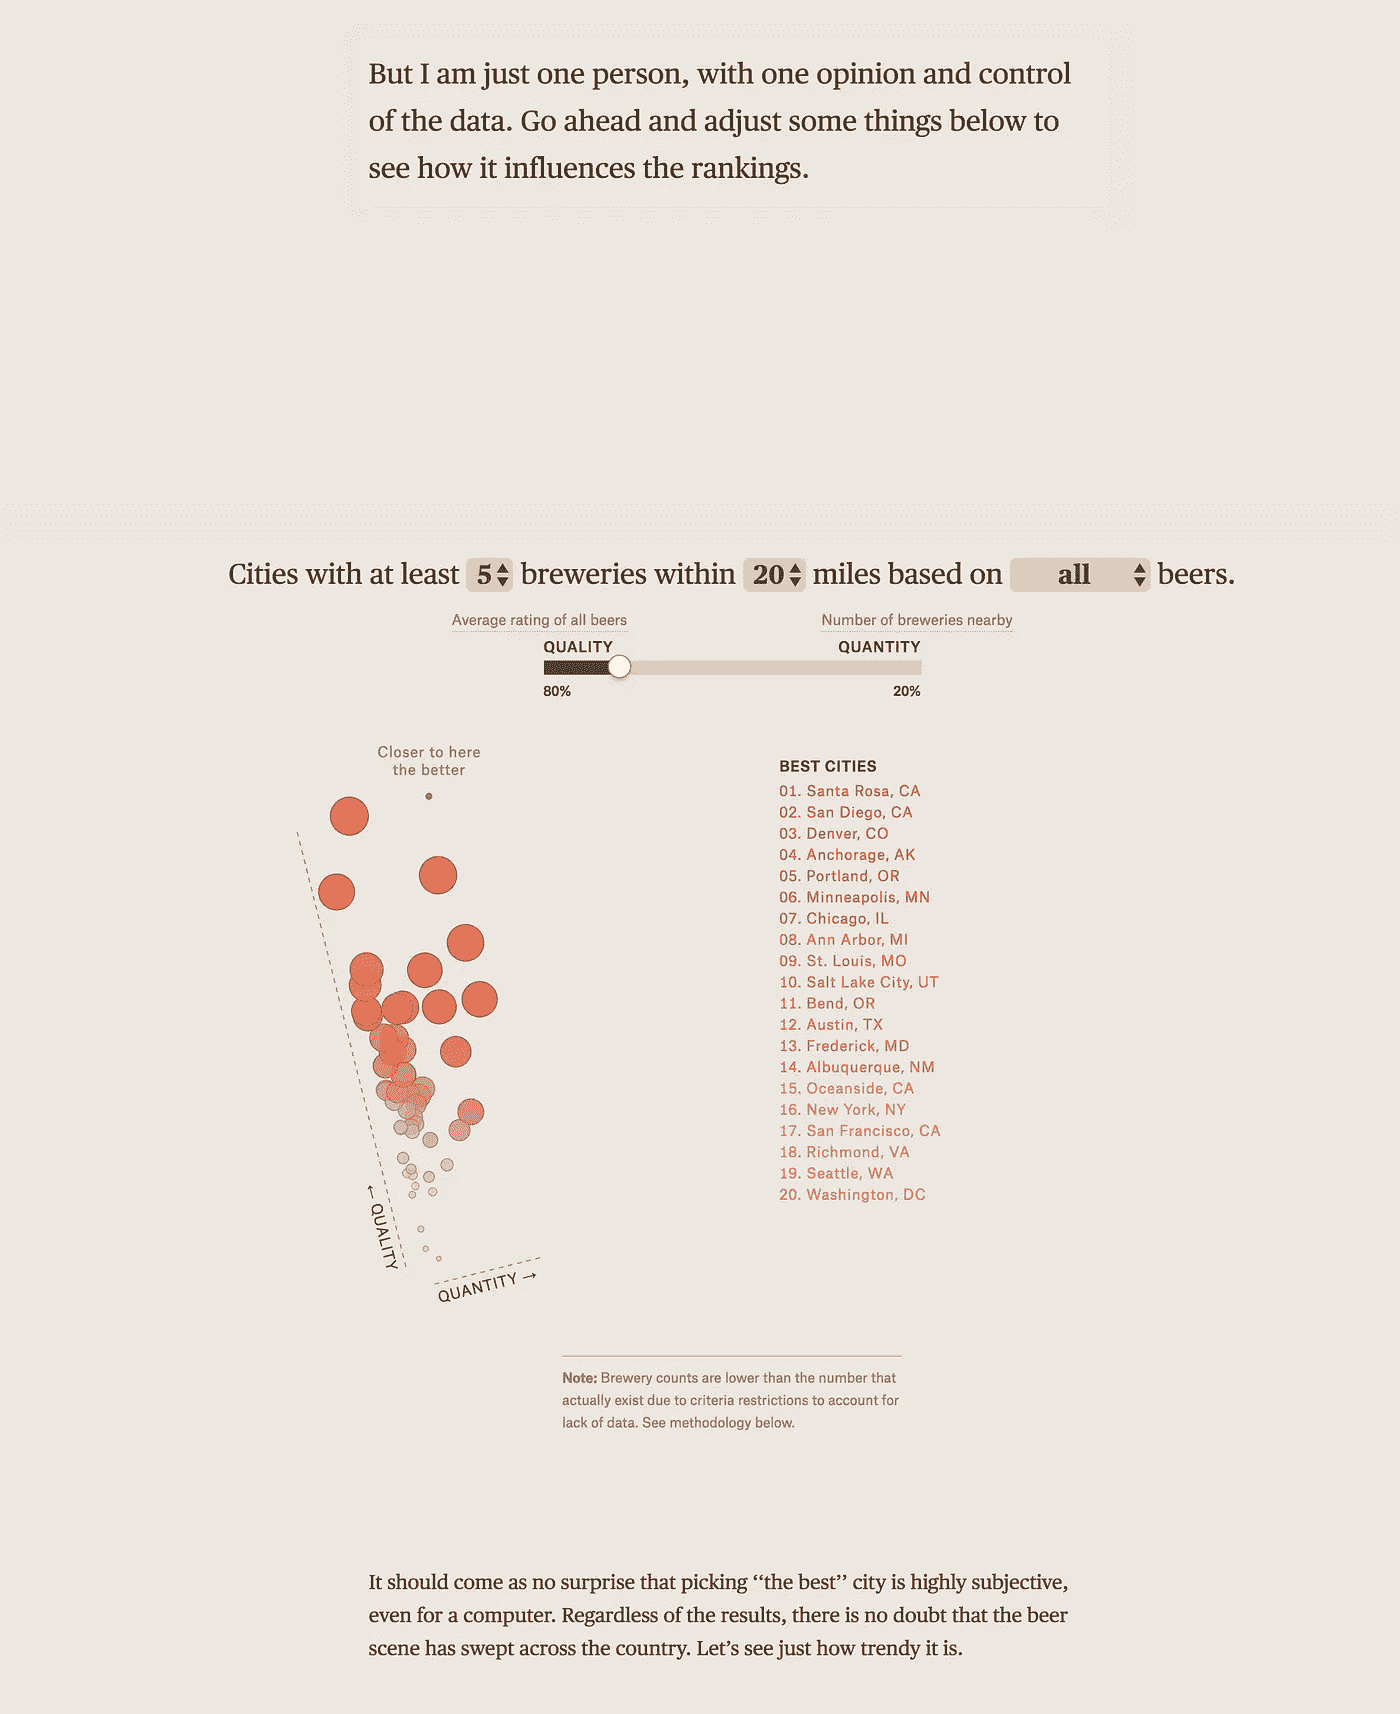 But I am just one person, with one opinion and control
of the data. Go ahead and adjust some things below to
see how it influences the rankings.
Cities with at least 5 breweries within 20 miles based on all beers.
Average rating of all beers
Number of breweries nearby
QUALITY
QUANTITY
80%
20%
Closer to here
the better
← QUALITY
QUANTITY →
BEST CITIES
01. Santa Rosa, CA
02. San Diego, CA
03. Denver, CO
04. Anchorage, AK
05. Portland, OR
06. Minneapolis, MN
07. Chicago, IL
08. Ann Arbor, MI
09. St. Louis, MO
10. Salt Lake City, UT
11. Bend, OR
12. Austin, TX
13. Frederick, MD
14. Albuquerque, NM
15. Oceanside, CA
16. New York, NY
17. San Francisco, CA
18. Richmond, VA
19. Seattle, WA
20. Washington, DC
Note: Brewery counts are lower than the number that
actually exist due to criteria restrictions to account for
lack of data. See methodology below.
It should come as no surprise that picking “the best” city is highly subjective,
even for a computer. Regardless of the results, there is no doubt that the beer
scene has swept across the country. Let’s see just how trendy it is.